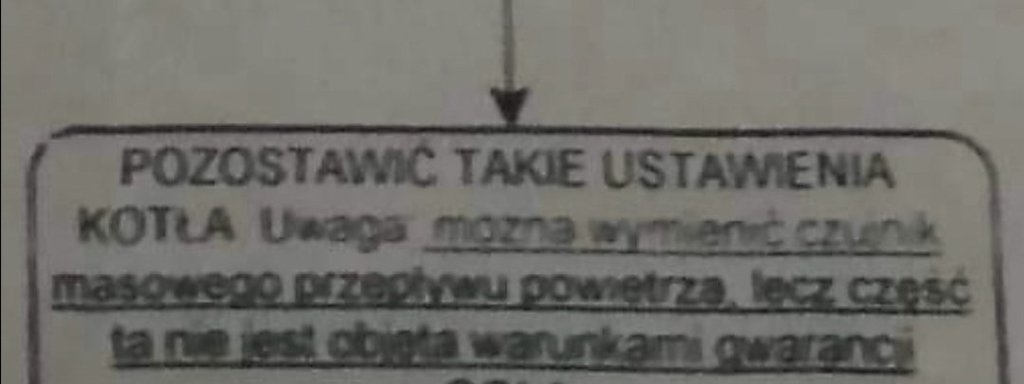 POZOSTAWIĆ TAKIE USTAWIENIA
KOTŁA Uwaga można wymienić czujnik
masowego przepływu powietrza, lecz część
ta nie jest objęta warunkami gwarancji